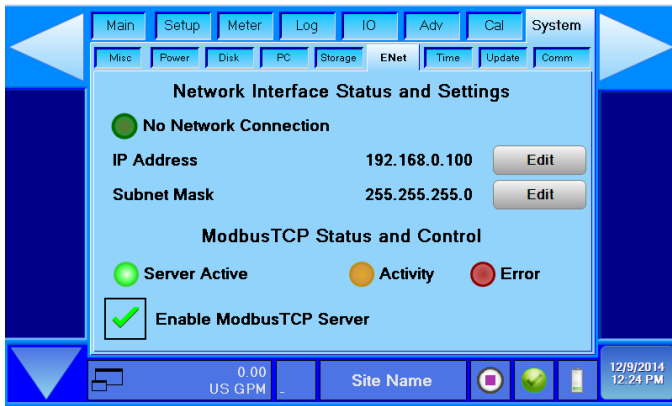 Main Setup Meter Log IO Adv Cal System
Misc Power Disk PC Storage ENet Time Update Comm
Network Interface Status and Settings
No Network Connection
IP Address 192.168.0.100 Edit
Subnet Mask 255.255.255.0 Edit
ModbusTCP Status and Control
Server Active Activity Error
Enable ModbusTCP Server
0.00
US GPM - Site Name
12/9/2014
12:24 PM